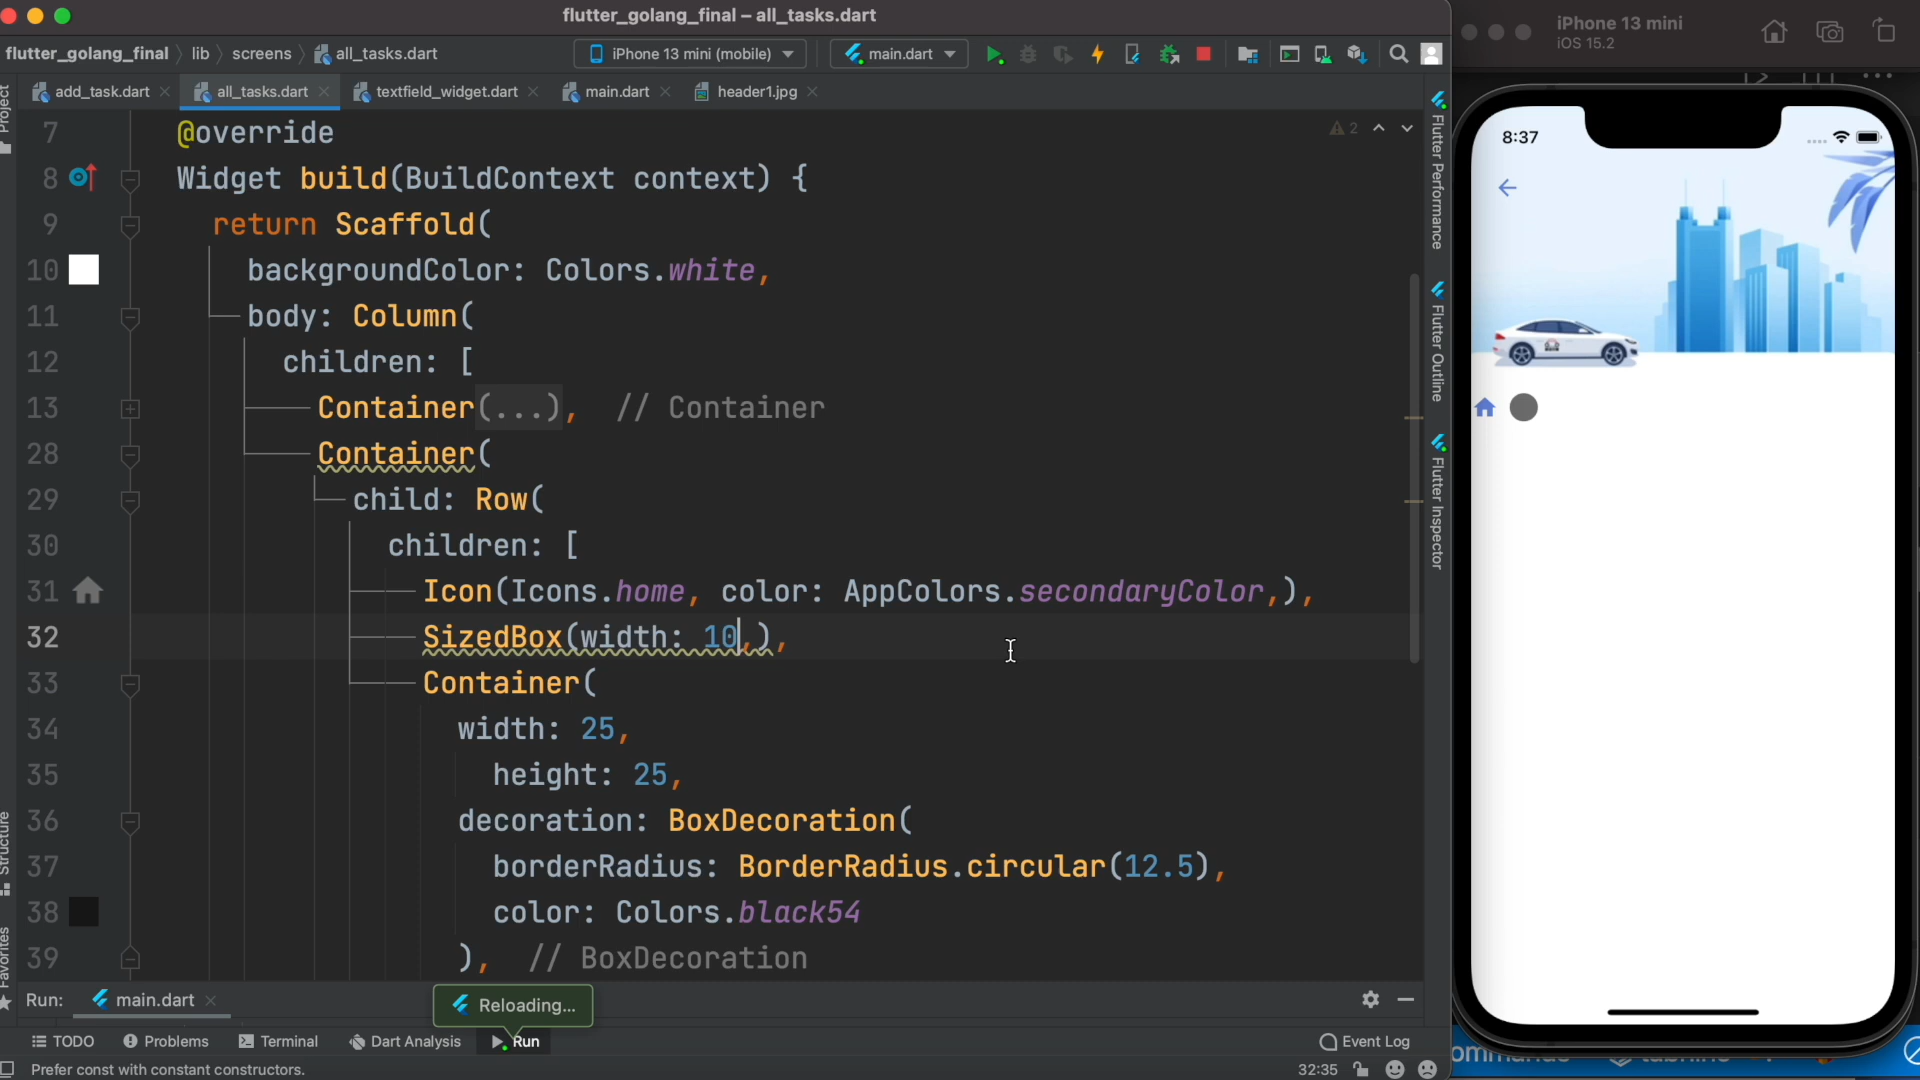 flutter_golang_final – all_tasks.dart
flutter_golang_final lib screens all_tasks.dart
iPhone 13 mini (mobile) main.dart
add_task.dart all_tasks.dart textfield_widget.dart main.dart header1.jpg
Project
7 @override
2
8 Widget build(BuildContext context) {
9 return Scaffold(
10 backgroundColor: Colors.white,
11 body: Column(
12 children: [
13 Container(...), // Container
28 Container(
29 child: Row(
30 children: [
31 Icon(Icons.home, color: AppColors.secondaryColor,),
32 SizedBox(width: 10,),
33 Container(
34 width: 25,
35 height: 25,
36 decoration: BoxDecoration(
37 borderRadius: BorderRadius.circular(12.5),
38 color: Colors.black54
39 ), // BoxDecoration
Structure
Favorites
Flutter Performance
Flutter Outline
Flutter Inspector
Run: main.dart
Reloading...
TODO Problems Terminal Dart Analysis Run Event Log
Prefer const with constant constructors.
32:35
iPhone 13 mini
iOS 15.2
8:37